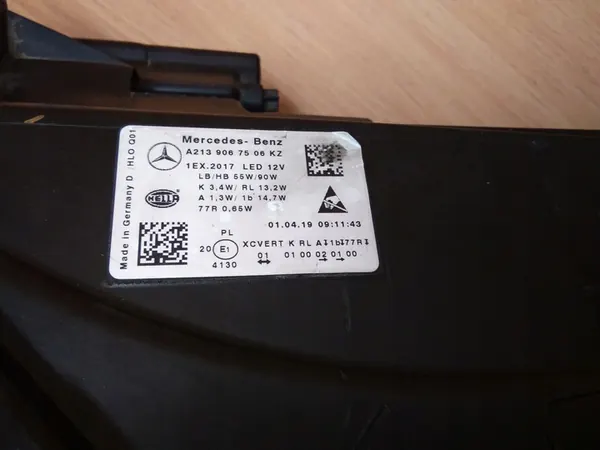 Made in Germany D /HLO Q01
Mercedes- Benz
A213 906 75 06 KZ
1EX.2017 LED 12V
LB/HB 55W/90W
K 3,4W/ RL 13,2W
A 1,3W/ 1b 14,7W
77R 0,65W
HELLA
01.04.19 09:11:43
PL
20 E1 XCVERT K RL A 1b 77R
4130 01 01 00 02 01 00